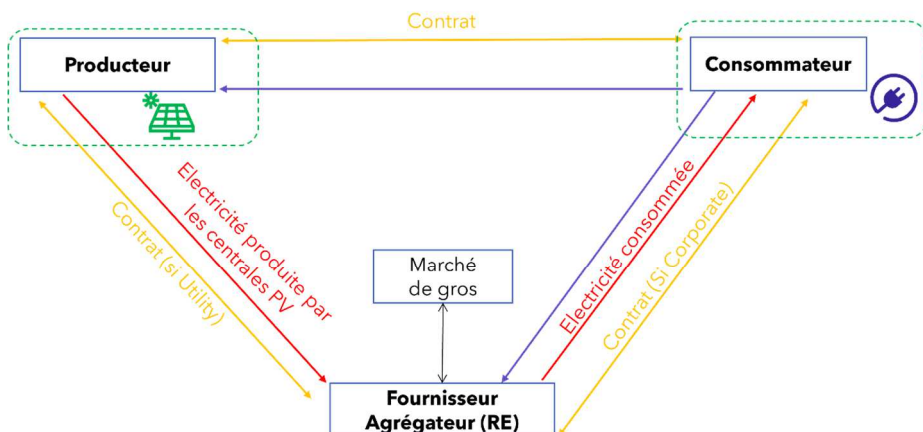 Contrat
Producteur
Consommateur
Electricité produite par
les centrales PV
Contrat (si Utility)
Marché
de gros
Electricité consommée
Contrat (Si Corporate)
Fournisseur
Agrégateur (RE)